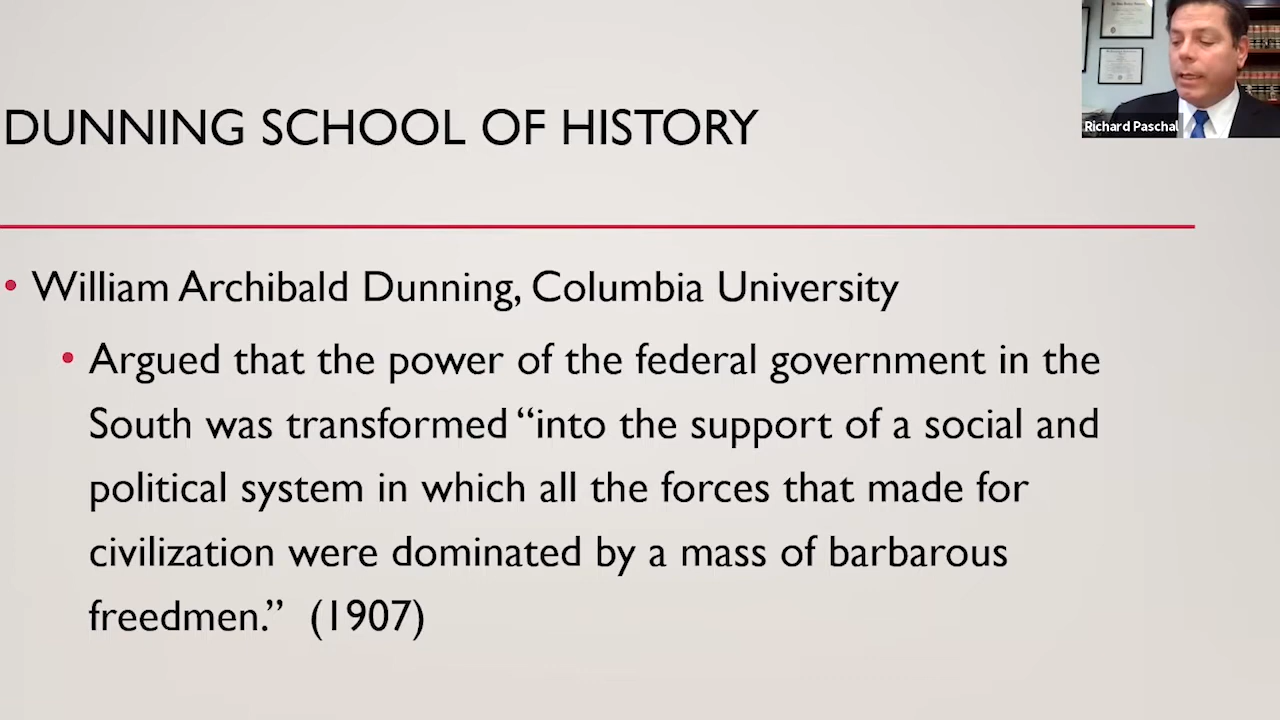 DUNNING SCHOOL OF HISTORY
Richard Paschal
• William Archibald Dunning, Columbia University
• Argued that the power of the federal government in the
South was transformed “into the support of a social and
political system in which all the forces that made for
civilization were dominated by a mass of barbarous
freedmen.” (1907)